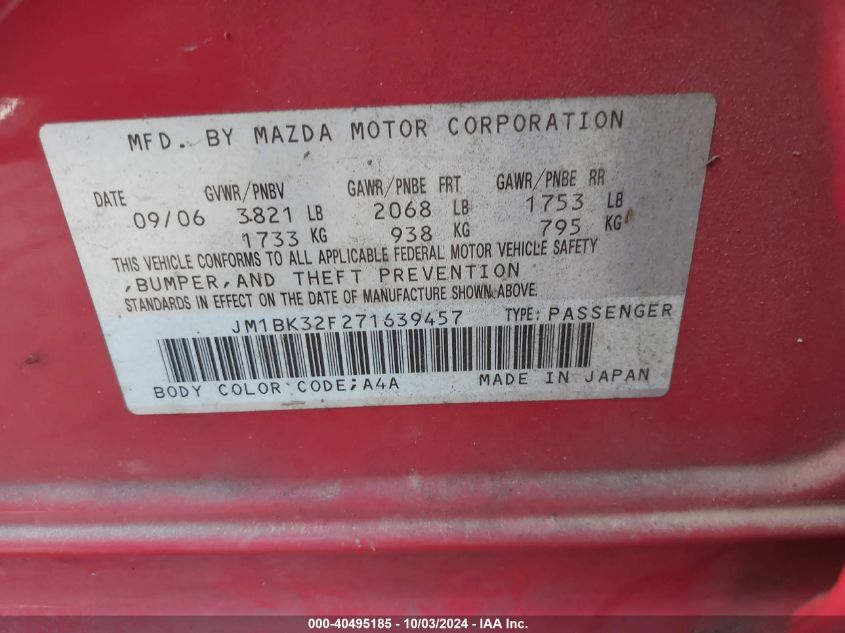 MFD. BY MAZDA MOTOR CORPORATION
DATE GVWR/PNBV GAWR/PNBE FRT GAWR/PNBE RR
09/06 3821 LB 2068 LB 1753 LB
1733 KG 938 KG 795 KG
THIS VEHICLE CONFORMS TO ALL APPLICABLE FEDERAL MOTOR VEHICLE SAFETY
,BUMPER,AND THEFT PREVENTION
STANDARDS IN EFFECT ON THE DATE OF MANUFACTURE SHOWN ABOVE.
JM1BK32F271639457 TYPE: PASSENGER
BODY COLOR CODE;A4A MADE IN JAPAN
000-40495185 - 10/03/2024 - IAA Inc.